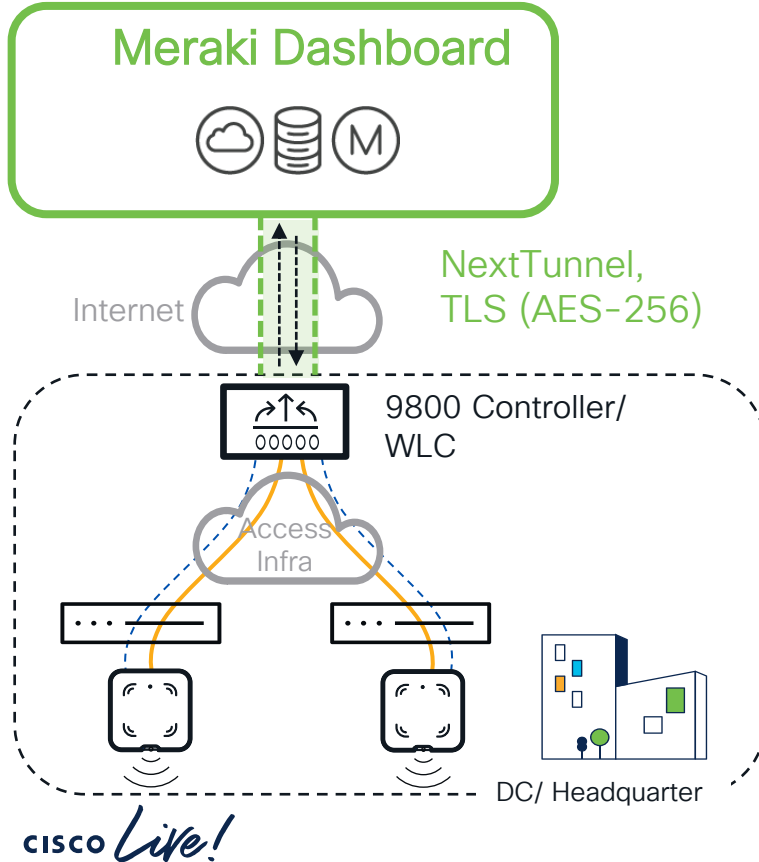 Meraki Dashboard
M
Internet
NextTunnel,
TLS (AES-256)
9800 Controller/
WLC
Access
Infra
DC/ Headquarter
CISCO Live!